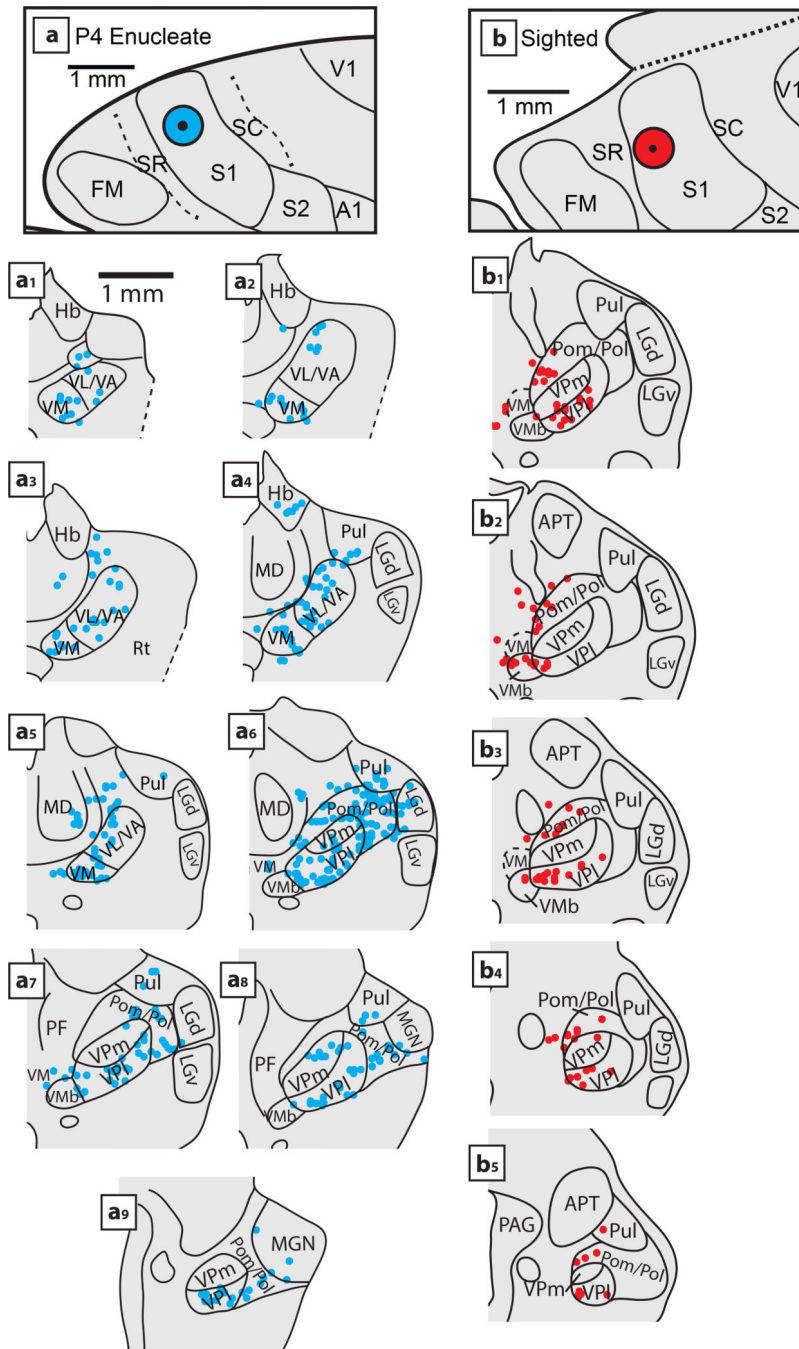 a P4 Enucleate
1 mm
V1
SC
SR
S1
FM
S2
A1
b Sighted
1 mm
V1
SC
SR
S1
FM
S2
a1
1 mm
Hb
VL/VA
VM
a2
Hb
VL/VA
VM
b1
Pul
Pom/Pol
LGd
VPm
LGv
VM
VPl
VMb
a3
Hb
VL/VA
VM
Rt
a4
Hb
Pul
MD
LGd
VL/VA
LGv
VM
b2
APT
Pul
LGd
Pom/Pol
VPm
VM
VPl
LGv
VMb
a5
Pul
MD
LGd
VL/VA
LGv
VM
a6
Pul
MD
Pom/Pol
LGd
VPm
VPl
LGv
VM
VMb
b3
APT
Pul
Pom/Pol
LGd
VPm
VM
VPl
LGv
VMb
a7
Pul
Pom/Pol
LGd
PF
VPm
VPl
LGv
VM
VMb
a8
Pul
MGN
Pom/Pol
PF
VPm
VPl
VMb
b4
Pom/Pol
Pul
LGd
VPm
VPl
a9
MGN
Pom/Pol
VPm
VPl
b5
APT
PAG
Pul
Pom/Pol
VPm
VPl